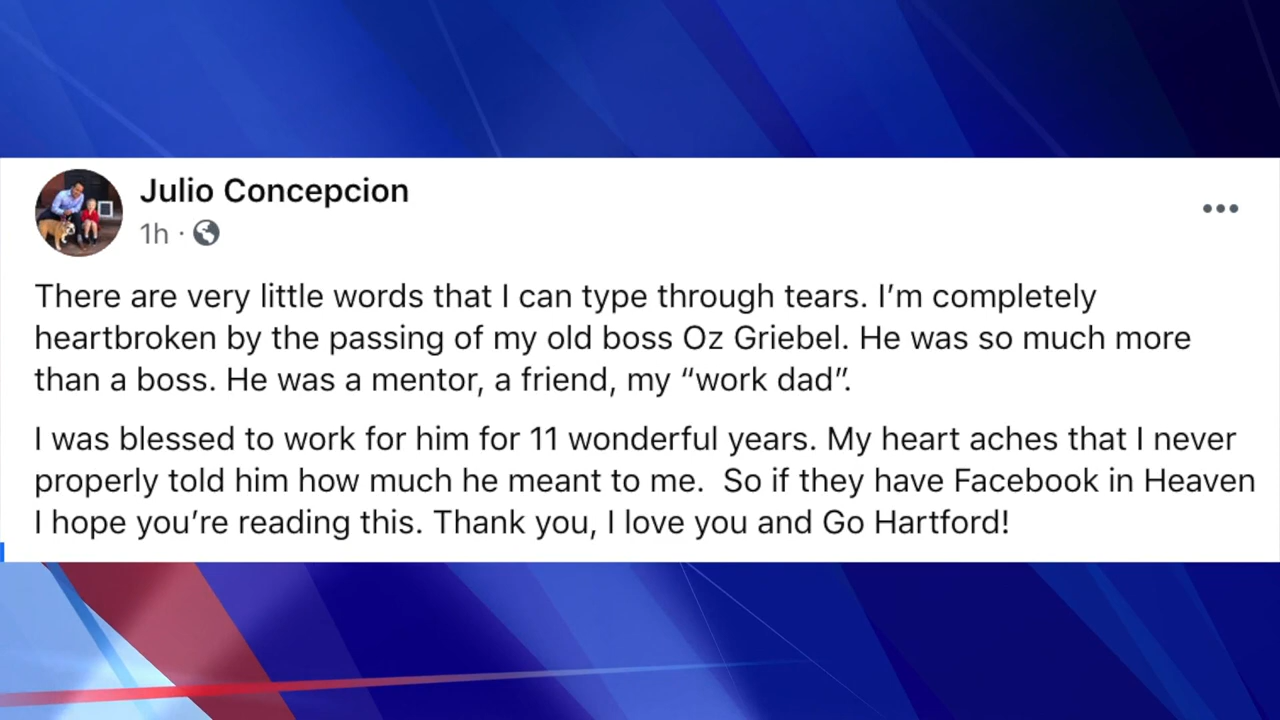 Julio Concepcion
1h ·
There are very little words that I can type through tears. I’m completely
heartbroken by the passing of my old boss Oz Griebel. He was so much more
than a boss. He was a mentor, a friend, my “work dad”.
I was blessed to work for him for 11 wonderful years. My heart aches that I never
properly told him how much he meant to me.  So if they have Facebook in Heaven
I hope you’re reading this. Thank you, I love you and Go Hartford!